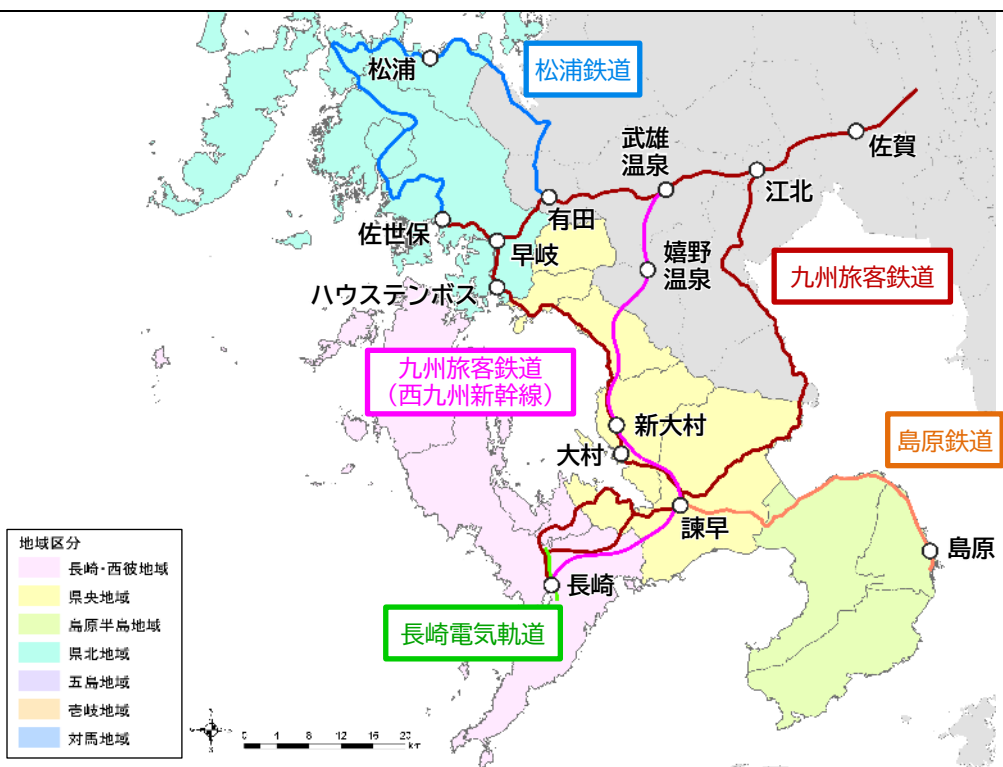 松浦
松浦鉄道
武雄
温泉
佐賀
江北
有田
佐世保
早岐
嬉野
温泉
ハウステンボス
九州旅客鉄道
九州旅客鉄道
（西九州新幹線）
新大村
島原鉄道
大村
諫早
島原
長崎
長崎電気軌道
地域区分
長崎・西彼地域
県央地域
島原半島地域
県北地域
五島地域
壱岐地域
対馬地域
0 4 8 12 16 20
km